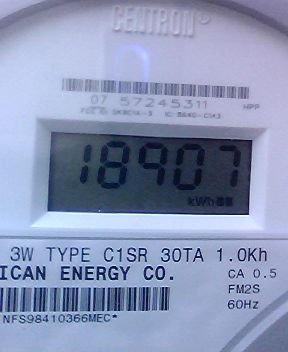 CENTRON®
07 57245311 HPP
18907
kWh
3W TYPE C1SR 30TA 1.0Kh
ICAN ENERGY CO. CA 0.5
FM2S
60Hz
NFS98410366MEC*